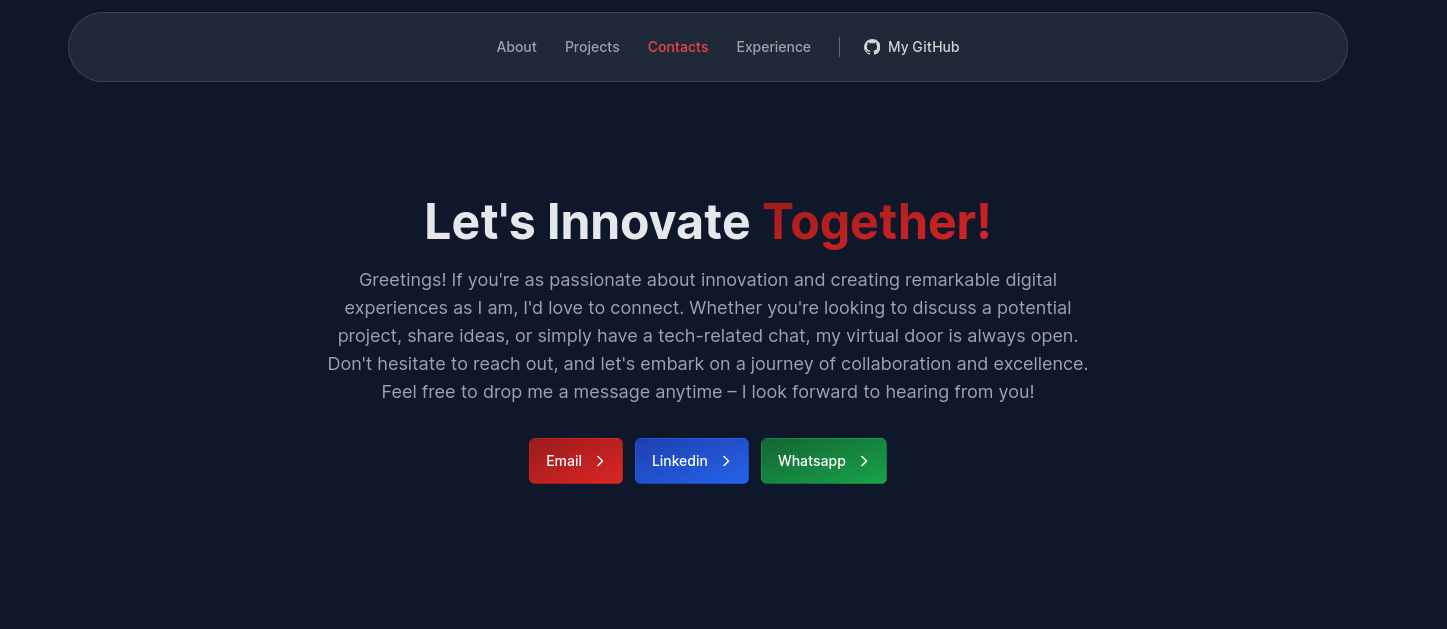 About Projects Contacts Experience My GitHub
Let's Innovate Together!
Greetings! If you're as passionate about innovation and creating remarkable digital
experiences as I am, I'd love to connect. Whether you're looking to discuss a potential
project, share ideas, or simply have a tech-related chat, my virtual door is always open.
Don't hesitate to reach out, and let's embark on a journey of collaboration and excellence.
Feel free to drop me a message anytime – I look forward to hearing from you!
Email Linkedin Whatsapp